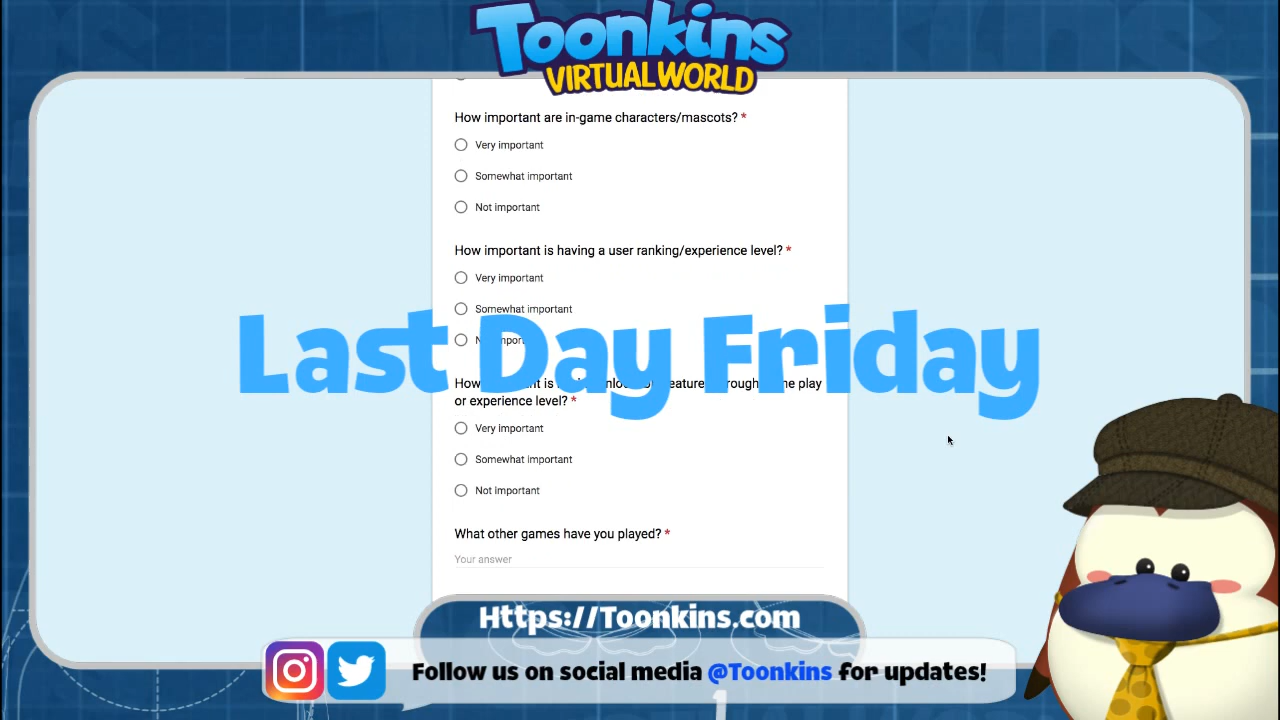 Toonkins
VIRTUAL WORLD
How important are in-game characters/mascots? *
Very important
Somewhat important
Not important
How important is having a user ranking/experience level? *
Very important
Somewhat important
Last Day Friday
or experience level? *
Very important
Somewhat important
Not important
What other games have you played? *
Your answer
Https://Toonkins.com
Follow us on social media @Toonkins for updates!